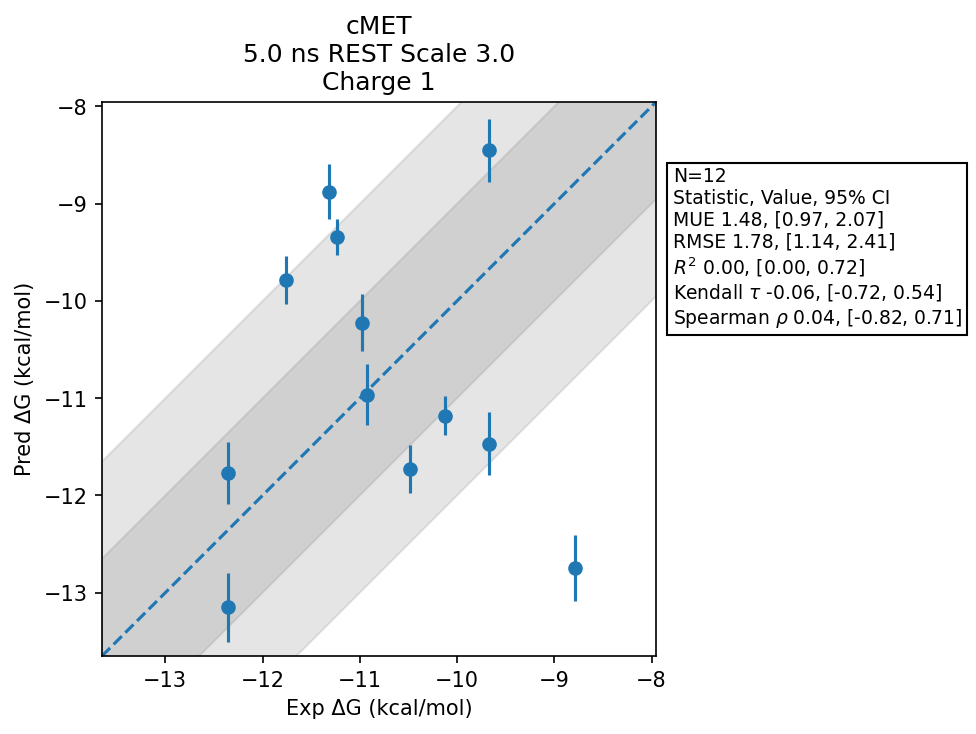 cMET
5.0 ns REST Scale 3.0
Charge 1
−8
−9
−10
−11
−12
−13
Pred ΔG (kcal/mol)
−13
−12
−11
−10
−9
−8
Exp ΔG (kcal/mol)
N=12
Statistic, Value, 95% CI
MUE 1.48, [0.97, 2.07]
RMSE 1.78, [1.14, 2.41]
R² 0.00, [0.00, 0.72]
Kendall τ -0.06, [-0.72, 0.54]
Spearman ρ 0.04, [-0.82, 0.71]